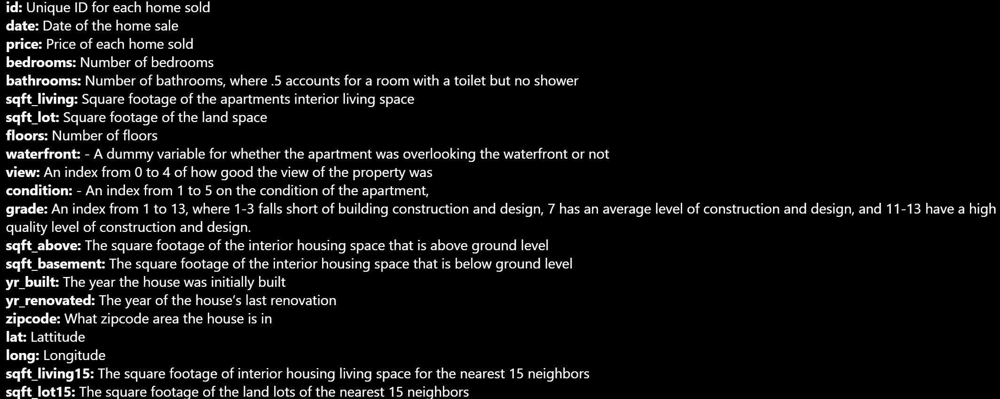 id: Unique ID for each home sold
date: Date of the home sale
price: Price of each home sold
bedrooms: Number of bedrooms
bathrooms: Number of bathrooms, where .5 accounts for a room with a toilet but no shower
sqft_living: Square footage of the apartments interior living space
sqft_lot: Square footage of the land space
floors: Number of floors
waterfront: - A dummy variable for whether the apartment was overlooking the waterfront or not
view: An index from 0 to 4 of how good the view of the property was
condition: - An index from 1 to 5 on the condition of the apartment,
grade: An index from 1 to 13, where 1-3 falls short of building construction and design, 7 has an average level of construction and design, and 11-13 have a high
quality level of construction and design.
sqft_above: The square footage of the interior housing space that is above ground level
sqft_basement: The square footage of the interior housing space that is below ground level
yr_built: The year the house was initially built
yr_renovated: The year of the house’s last renovation
zipcode: What zipcode area the house is in
lat: Lattitude
long: Longitude
sqft_living15: The square footage of interior housing living space for the nearest 15 neighbors
sqft_lot15: The square footage of the land lots of the nearest 15 neighbors